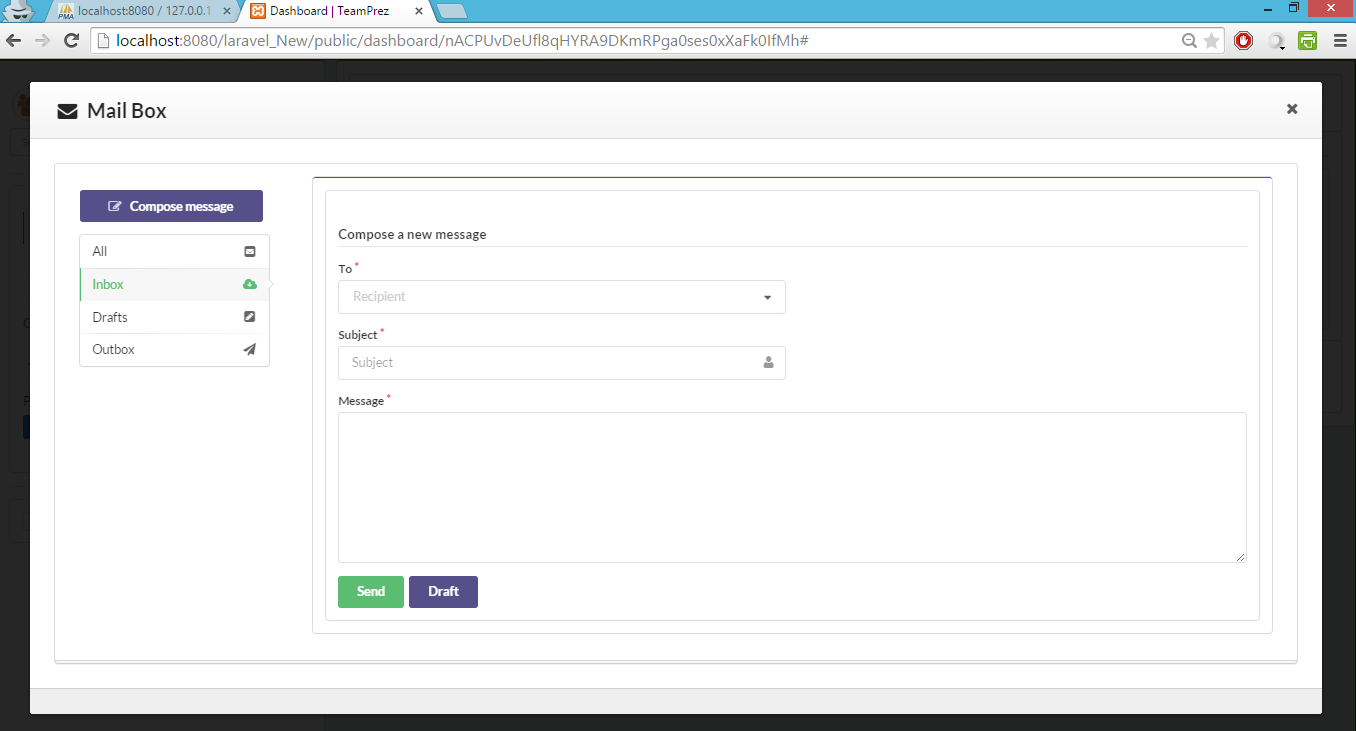 localhost:8080 / 127.0.0.1
Dashboard | TeamPrez
localhost:8080/laravel_New/public/dashboard/nACPUvDeUfl8qHYRA9DKmRPga0ses0xXaFk0IfMh#
Mail Box
Compose message
All
Inbox
Drafts
Outbox
Compose a new message
To *
Recipient
Subject *
Subject
Message *
Send
Draft